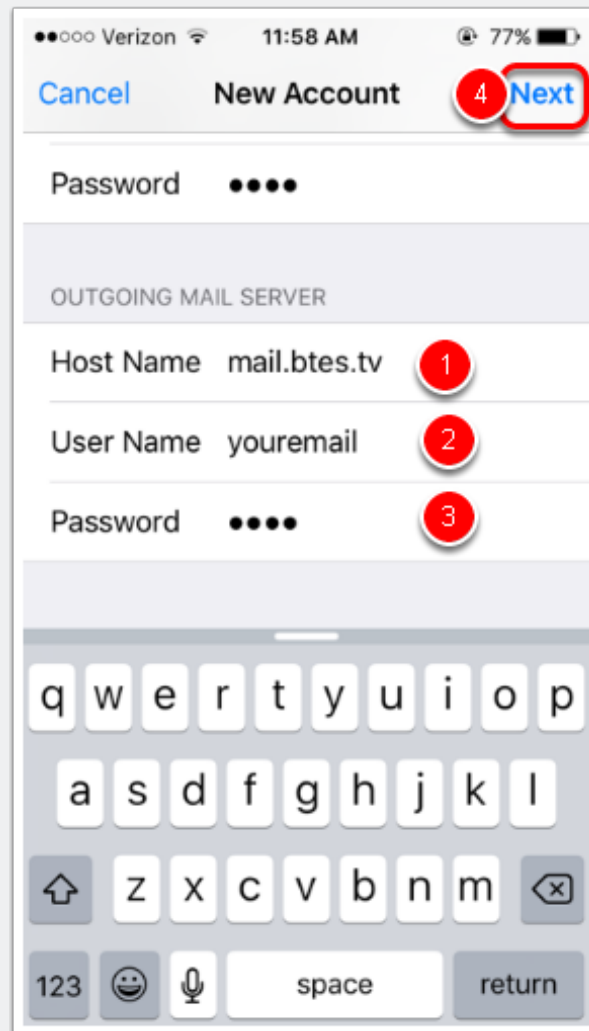 Verizon 11:58 AM 77%
Cancel New Account 4 Next
Password ••••
OUTGOING MAIL SERVER
Host Name mail.btes.tv 1
User Name youremail 2
Password •••• 3
q w e r t y u i o p
a s d f g h j k l
z x c v b n m
123 space return